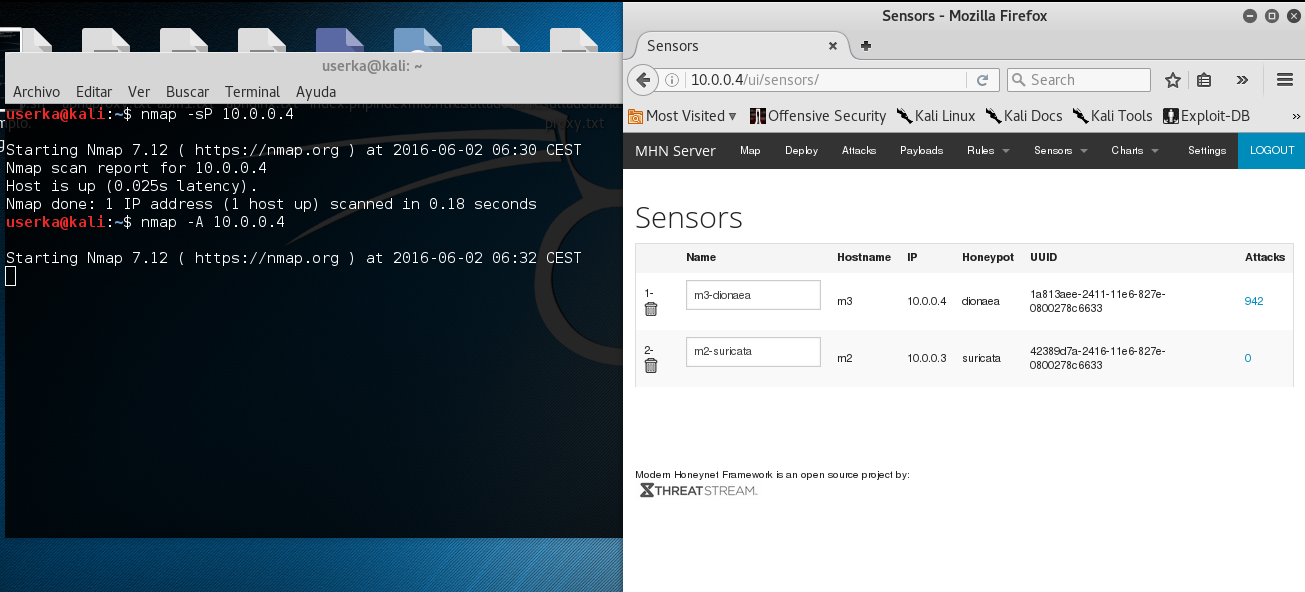 userka@kali: ~
Archivo Editar Ver Buscar Terminal Ayuda
userka@kali:~$ nmap -sP 10.0.0.4
proxy.txt
Starting Nmap 7.12 ( https://nmap.org ) at 2016-06-02 06:30 CEST
Nmap scan report for 10.0.0.4
Host is up (0.025s latency).
Nmap done: 1 IP address (1 host up) scanned in 0.18 seconds
userka@kali:~$ nmap -A 10.0.0.4
Starting Nmap 7.12 ( https://nmap.org ) at 2016-06-02 06:32 CEST
Sensors - Mozilla Firefox
Sensors
10.0.0.4/ui/sensors/ Search
Most Visited Offensive Security Kali Linux Kali Docs Kali Tools Exploit-DB »
MHN Server Map Deploy Attacks Payloads Rules Sensors Charts Settings LOGOUT
Sensors
Name Hostname IP Honeypot UUID Attacks
1- m3-dionaea m3 10.0.0.4 dionaea 1a813aee-2411-11e6-827e-
0800278c6633 942
2- m2-suricata m2 10.0.0.3 suricata 42389d7a-2416-11e6-827e-
0800278c6633 0
Modern Honeynet Framework is an open source project by:
THREATSTREAM.